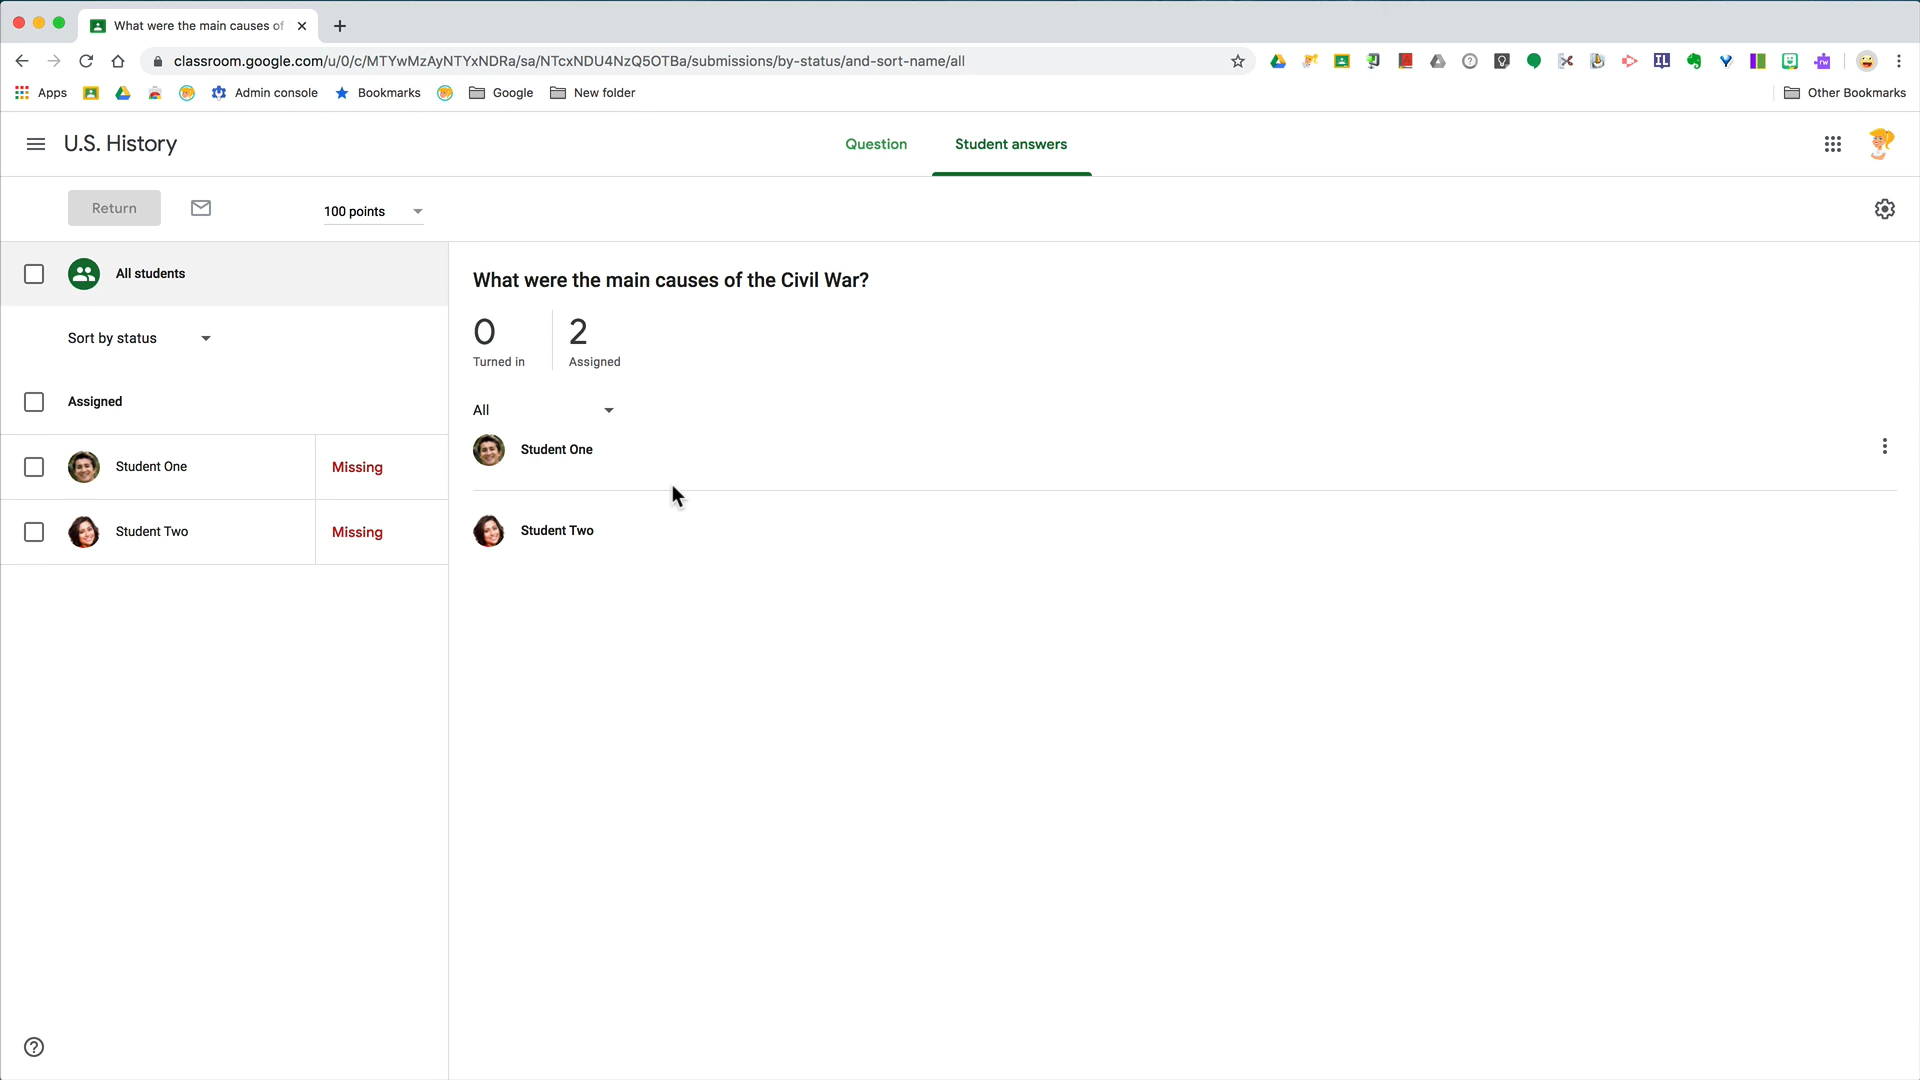 What were the main causes of
classroom.google.com/u/0/c/MTYwMzAyNTYxNDRa/sa/NTcxNDU4NzQ5OTBa/submissions/by-status/and-sort-name/all
Apps Admin console Bookmarks Google New folder Other Bookmarks
U.S. History Question Student answers
Return 100 points
All students
What were the main causes of the Civil War?
0 2
Turned in Assigned
Sort by status
Assigned
All
Student One Missing
Student Two Missing
Student One
Student Two